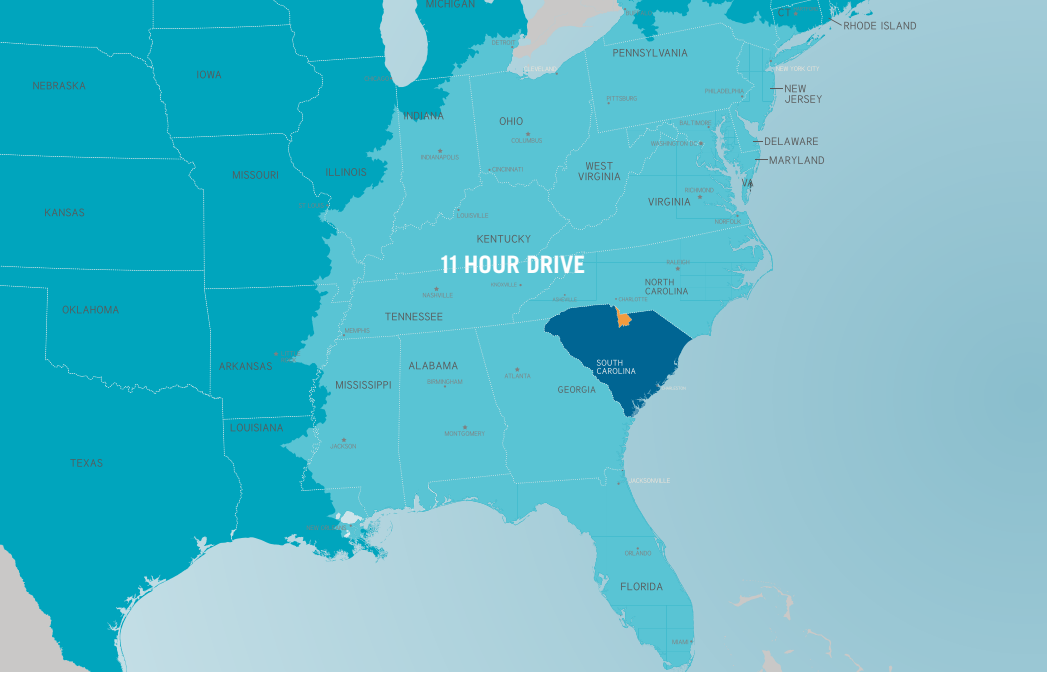 MICHIGAN
CT
RHODE ISLAND
DETROIT
PENNSYLVANIA
CLEVELAND
NEW YORK CITY
IOWA
NEBRASKA
NEW
JERSEY
PHILADELPHIA
PITTSBURG
INDIANA
OHIO
BALTIMORE
COLUMBUS
WASHINGTON DC
DELAWARE
INDIANAPOLIS
MARYLAND
CINCINNATI
WEST
VIRGINIA
MISSOURI
ILLINOIS
VA
RICHMOND
VIRGINIA
KANSAS
LOUISVILLE
NORFOLK
KENTUCKY
11 HOUR DRIVE
RALEIGH
KNOXVILLE
NORTH
CAROLINA
NASHVILLE
ASHEVILLE
CHARLOTTE
OKLAHOMA
TENNESSEE
MEMPHIS
ARKANSAS
ALABAMA
SOUTH
CAROLINA
ATLANTA
BIRMINGHAM
MISSISSIPPI
GEORGIA
LOUISIANA
MONTGOMERY
JACKSON
TEXAS
JACKSONVILLE
ORLANDO
FLORIDA
MIAMI